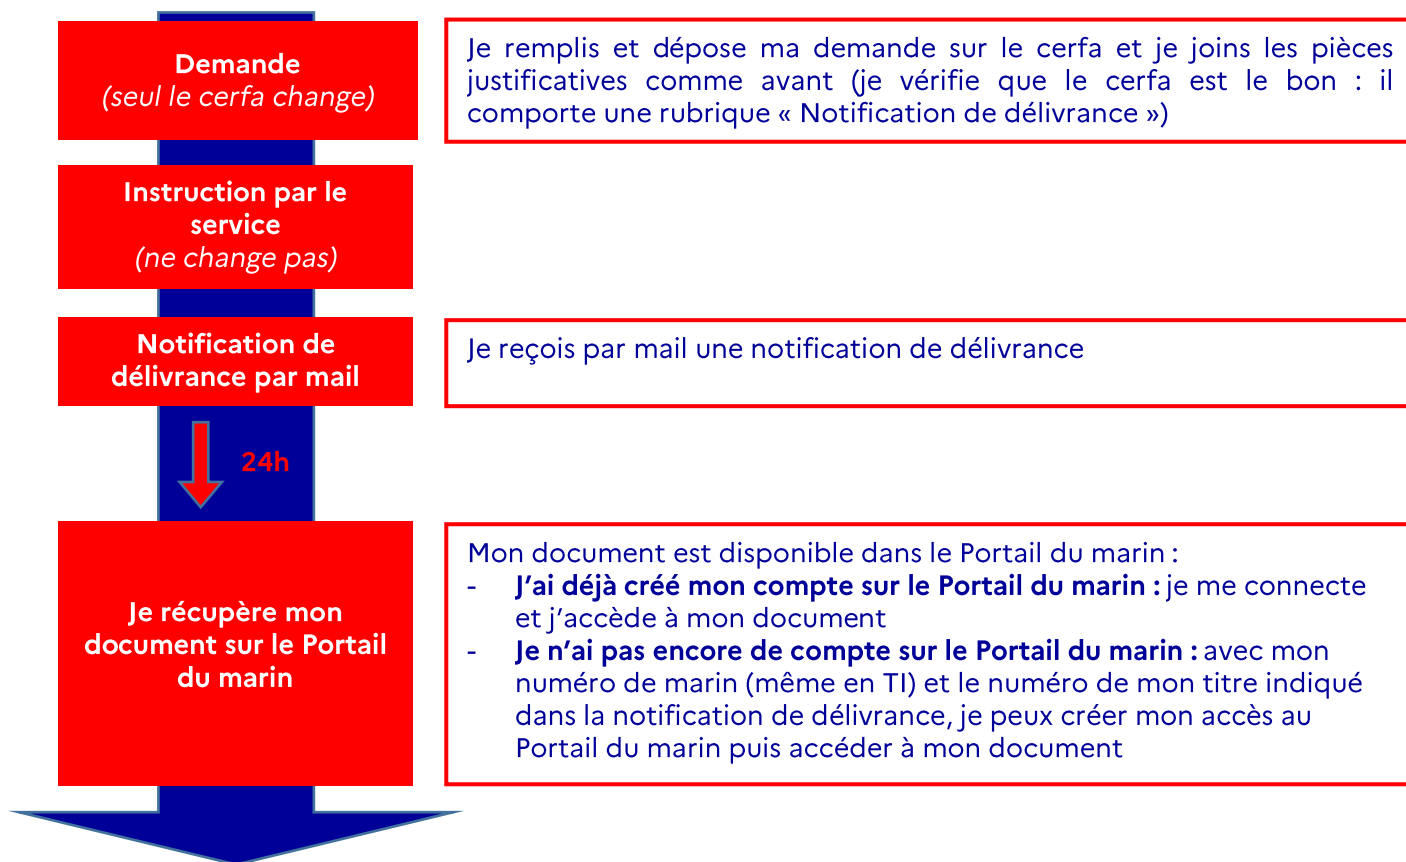 Demande
(seul le cerfa change)
Je remplis et dépose ma demande sur le cerfa et je joins les pièces
justificatives comme avant (je vérifie que le cerfa est le bon : il
comporte une rubrique « Notification de délivrance »)
Instruction par le
service
(ne change pas)
Notification de
délivrance par mail
Je reçois par mail une notification de délivrance
24h
Je récupère mon
document sur le Portail
du marin
Mon document est disponible dans le Portail du marin :
- J’ai déjà créé mon compte sur le Portail du marin : je me connecte
et j’accède à mon document
- Je n’ai pas encore de compte sur le Portail du marin : avec mon
numéro de marin (même en TI) et le numéro de mon titre indiqué
dans la notification de délivrance, je peux créer mon accès au
Portail du marin puis accéder à mon document